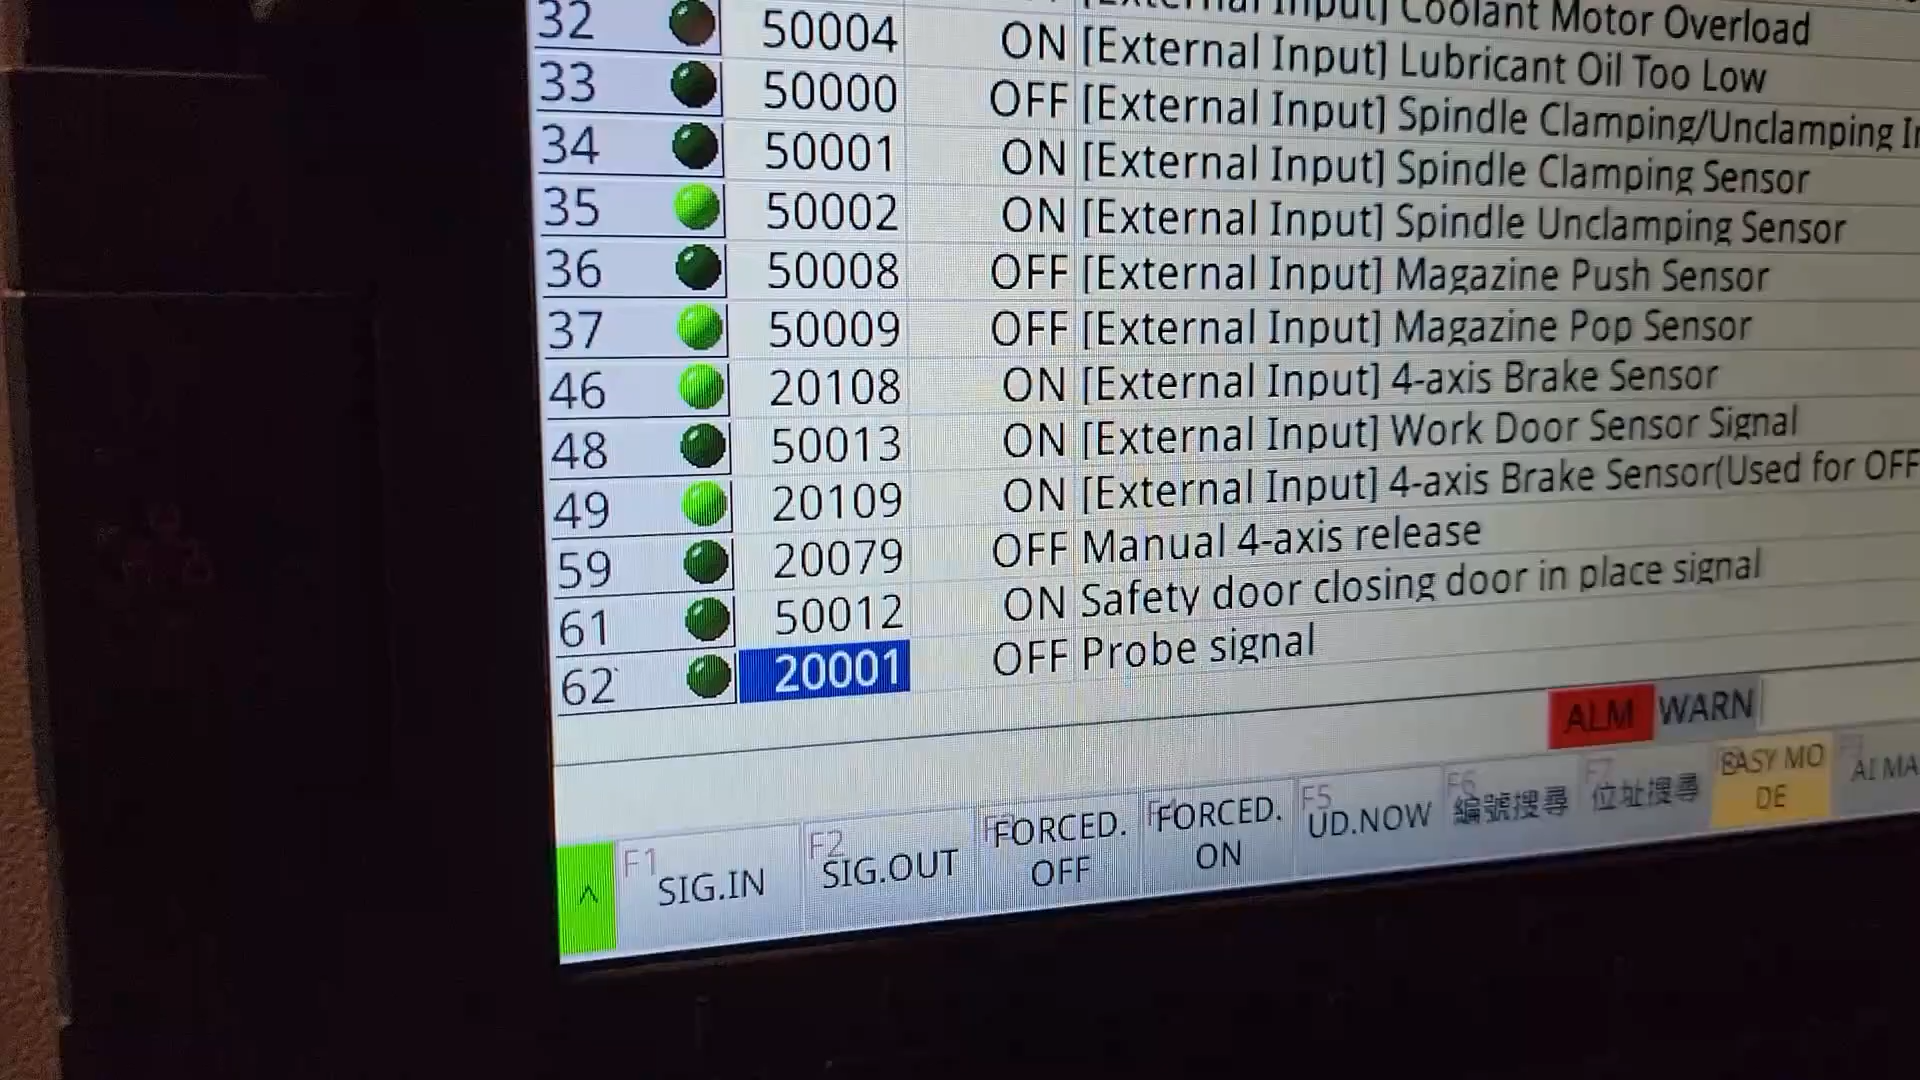 32 50004 ON [External Input] Coolant Motor Overload
33 50000 ON [External Input] Lubricant Oil Too Low
34 50001 OFF [External Input] Spindle Clamping/Unclamping
35 50002 ON [External Input] Spindle Clamping Sensor
36 50008 ON [External Input] Spindle Unclamping Sensor
37 50009 OFF [External Input] Magazine Push Sensor
46 20108 OFF [External Input] Magazine Pop Sensor
48 50013 ON [External Input] 4-axis Brake Sensor
49 20109 ON [External Input] Work Door Sensor Signal
59 20079 ON [External Input] 4-axis Brake Sensor(Used for OFF
61 50012 OFF Manual 4-axis release
62 20001 ON Safety door closing door in place signal
OFF Probe signal
ALM WARN
F1 SIG.IN F2 SIG.OUT FORCED. OFF FORCED. ON F5 UD.NOW F6 編號搜尋 F7 位址搜尋 EASY MO DE